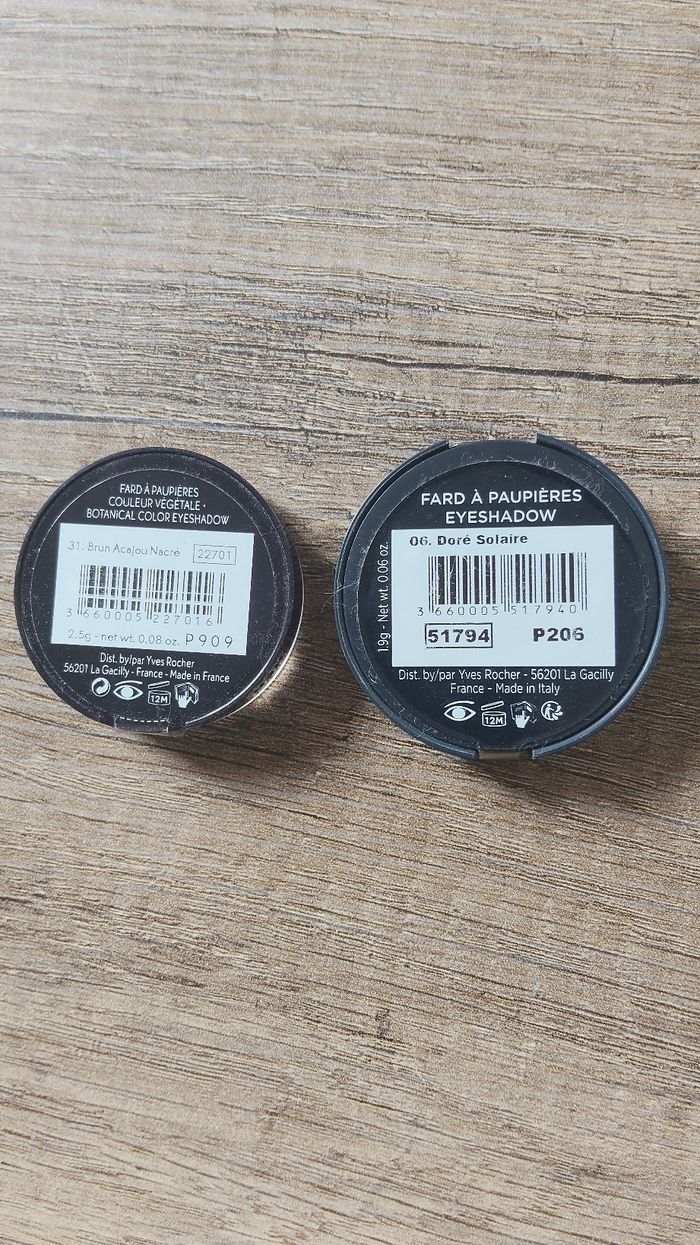 FARD À PAUPIÈRES
COULEUR VÉGÉTALE •
BOTANICAL COLOR EYESHADOW
31. Brun Acajou Nacré 22701
3 660005 227016
2.5g - net wt. 0.08 oz. P909
Dist. by/par Yves Rocher
56201 La Gacilly - France - Made in France
12M
FARD À PAUPIÈRES
EYESHADOW
06. Doré Solaire
3 660005 517940
51794 P206
1.9g - Net wt. 0.06 oz.
Dist. by/par Yves Rocher - 56201 La Gacilly
France - Made in Italy
12M